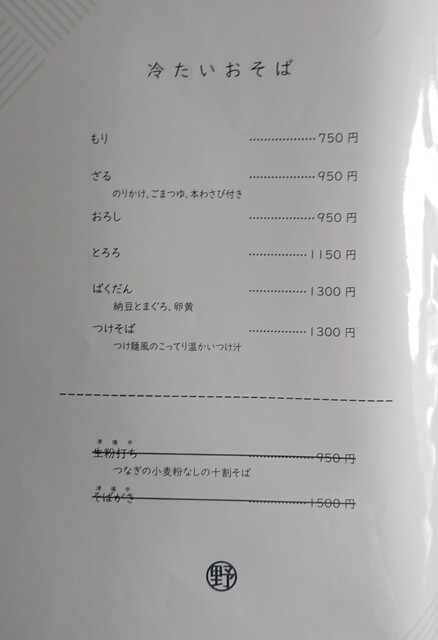 冷たいおそば
もり ………………750 円
ざる ………………950 円
のりかけ、ごまつゆ、本わさび付き
おろし ………………950 円
とろろ ………………1150 円
ばくだん ………………1300 円
納豆とまぐろ、卵黄
つけそば ………………1300 円
つけ麺風のこってり温かいつけ汁
準備中
生粉打ち ………………950 円
つなぎの小麦粉なしの十割そば
準備中
そばがき ………………1500 円
野